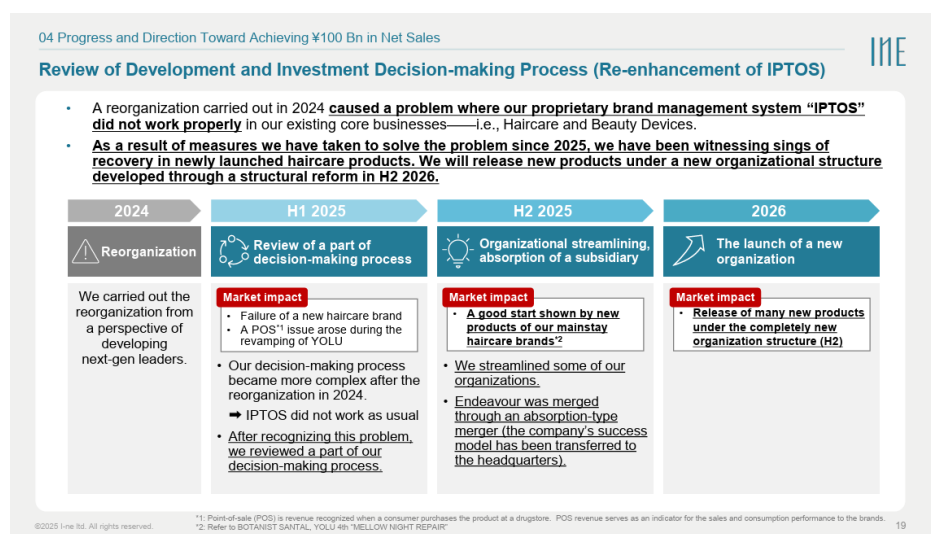 04 Progress and Direction Toward Achieving ¥100 Bn in Net Sales
INE
Review of Development and Investment Decision-making Process (Re-enhancement of IPTOS)
• A reorganization carried out in 2024 caused a problem where our proprietary brand management system “IPTOS”
did not work properly in our existing core businesses——i.e., Haircare and Beauty Devices.
• As a result of measures we have taken to solve the problem since 2025, we have been witnessing sings of
recovery in newly launched haircare products. We will release new products under a new organizational structure
developed through a structural reform in H2 2026.
2024
Reorganization
We carried out the
reorganization from
a perspective of
developing
next-gen leaders.
H1 2025
Review of a part of
decision-making process
Market impact
• Failure of a new haircare brand
• A POS*1 issue arose during the
revamping of YOLU
• Our decision-making process
became more complex after the
reorganization in 2024.
➡ IPTOS did not work as usual
• After recognizing this problem,
we reviewed a part of our
decision-making process.
H2 2025
Organizational streamlining,
absorption of a subsidiary
Market impact
• A good start shown by new
products of our mainstay
haircare brands*2
• We streamlined some of our
organizations.
• Endeavour was merged
through an absorption-type
merger (the company’s success
model has been transferred to
the headquarters).
2026
The launch of a new
organization
Market impact
• Release of many new products
under the completely new
organization structure (H2)
*1: Point-of-sale (POS) is revenue recognized when a consumer purchases the product at a drugstore. POS revenue serves as an indicator for the sales and consumption performance to the brands.
*2: Refer to BOTANIST SANTAL, YOLU 4th “MELLOW NIGHT REPAIR”
©2025 I-ne ltd. All rights reserved.
19